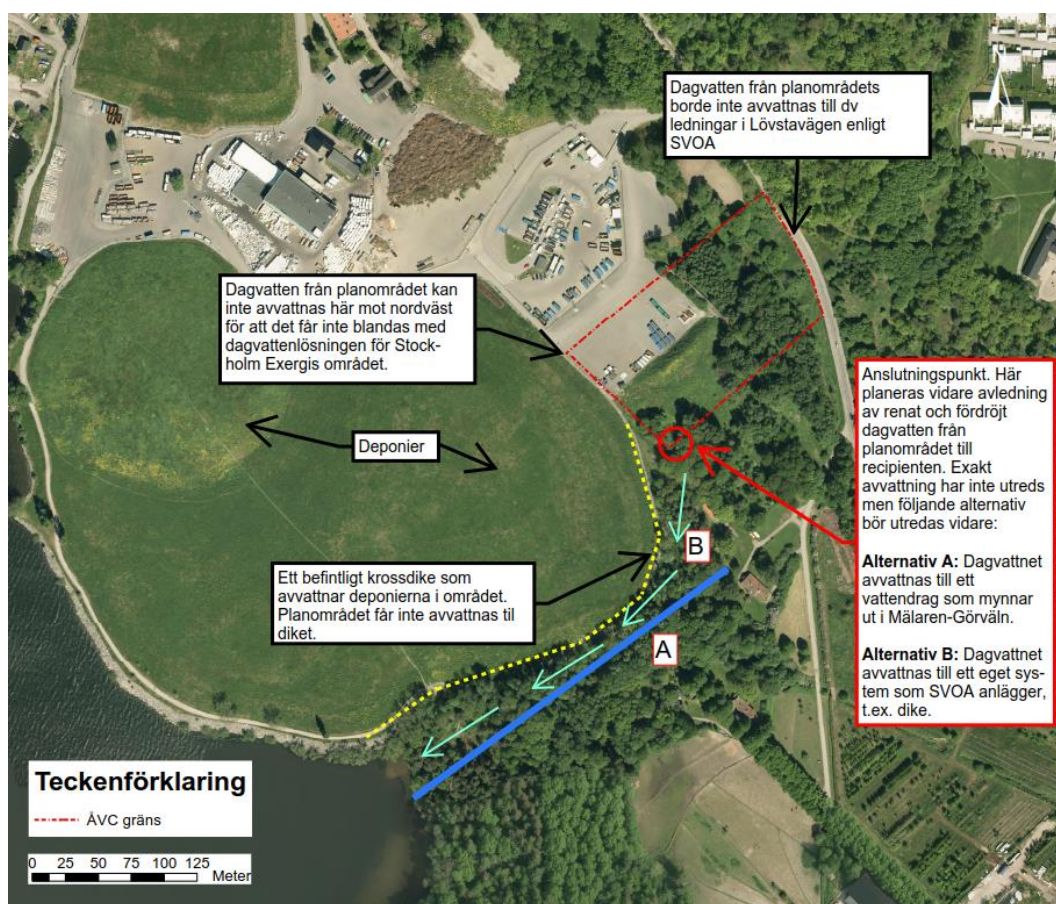 Dagvatten från planområdets
borde inte avvattnas till dv
ledningar i Lövstavägen enligt
SVOA
Dagvatten från planområdet kan
inte avvattnas här mot nordväst
för att det får inte blandas med
dagvattenlösningen för Stock-
holm Exergis området.
Deponier
Anslutningspunkt. Här
planeras vidare avledning
av renat och fördröjt
dagvatten från
planområdet till
recipienten. Exakt
avvattning har inte utreds
men följande alternativ
bör utredas vidare:
Alternativ A: Dagvattnet
avvattnas till ett
vattendrag som mynnar
ut i Mälaren-Görväln.
Alternativ B: Dagvattnet
avvattnas till ett eget sys-
tem som SVOA anlägger,
t.ex. dike.
B
Ett befintligt krossdike som
avvattnar deponierna i området.
Planområdet får inte avvattnas til
diket.
A
Teckenförklaring
ÅVC gräns
0 25 50 75 100 125
Meter